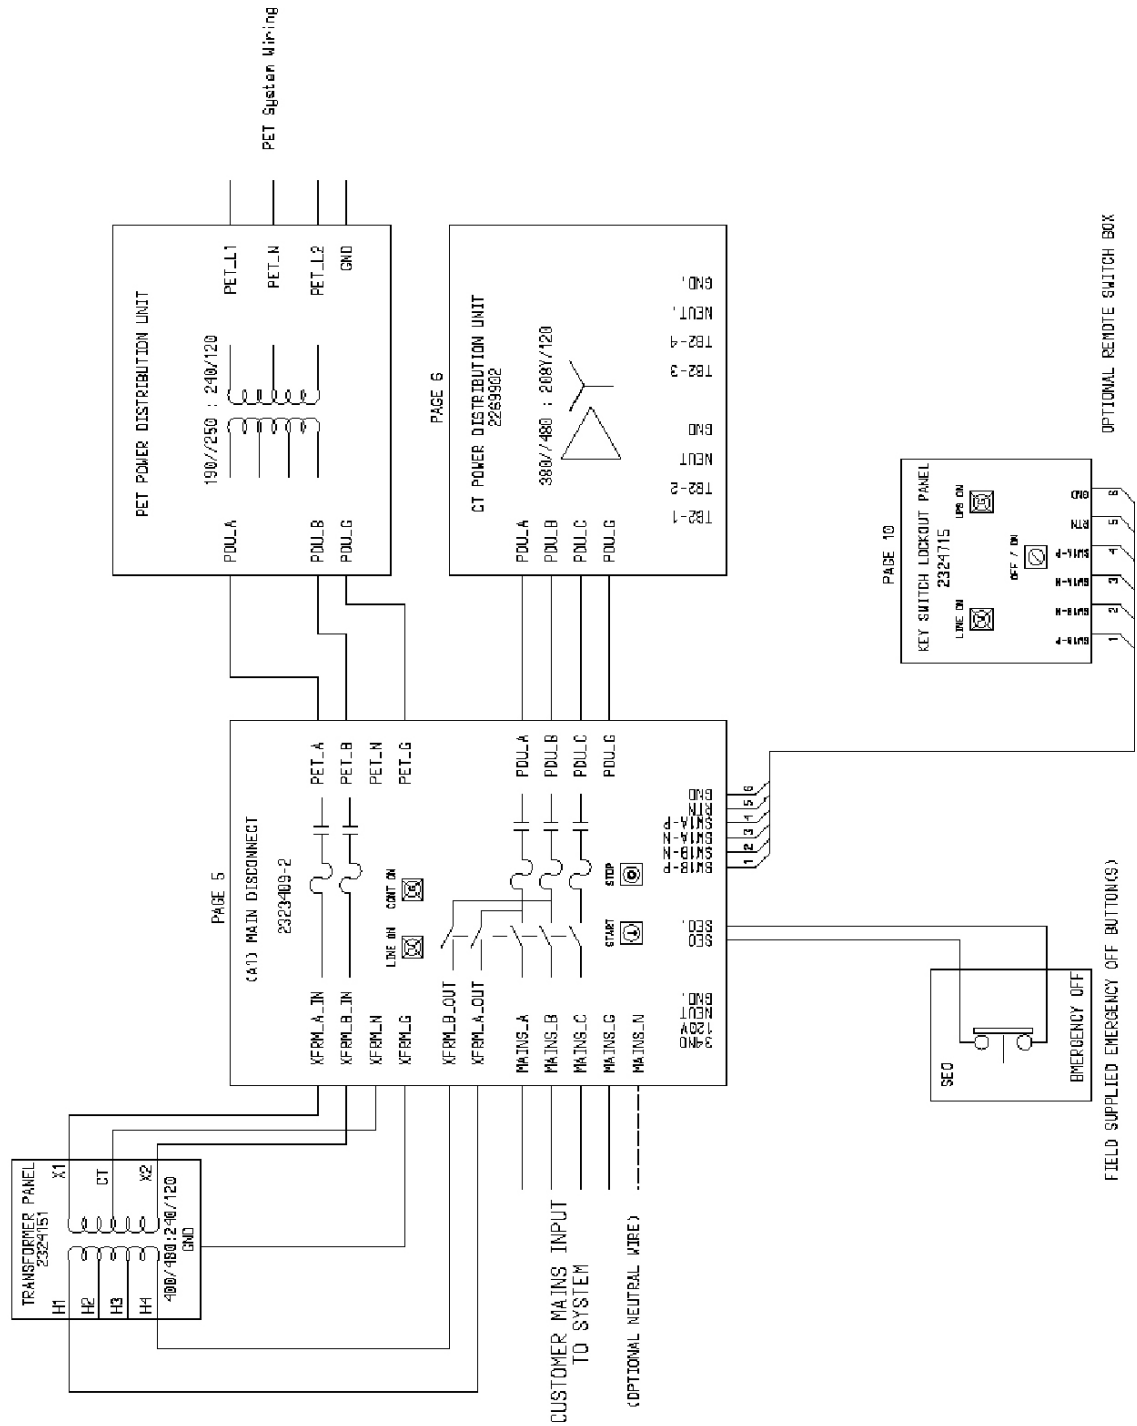 TRANSFORMER PANEL
2324151
H1
H2
H3
H4
X1
CT
X2
400/480:240/120
GND
CUSTOMER MAINS INPUT
TO SYSTEM
(OPTIONAL NEUTRAL WIRE)
PAGE 5
(A1) MAIN DISCONNECT
2323409-2
XFRM_A_IN
XFRM_B_IN
XFRM_N
XFRM_G
XFRM_B_OUT
XFRM_A_OUT
MAINS_A
MAINS_B
MAINS_C
MAINS_G
MAINS_N
LINE ON
CONT ON
START
STOP
PET_A
PET_B
PET_N
PET_G
PDU_A
PDU_B
PDU_C
PDU_G
120V
NEUT
GND.
SEO
SEO.
SW1B-P
SW1B-N
SW1A-N
SW1A-P
RTN
GND
1
2
3
4
5
6
PET POWER DISTRIBUTION UNIT
190//250 : 240/120
PDU_A
PDU_B
PDU_G
PET_L1
PET_N
PET_L2
GND
PET System Wiring
PAGE 6
CT POWER DISTRIBUTION UNIT
2269902
380//480 : 208Y/120
PDU_A
PDU_B
PDU_C
PDU_G
TB2-1
TB2-2
NEUT
GND
TB2-3
TB2-4
NEUT.
GND.
PAGE 10
KEY SWITCH LOCKOUT PANEL
2324715
LINE ON
UPS ON
OFF / ON
SW1B-P
SW1B-N
SW1A-N
SW1A-P
RTN
GND
1
2
3
4
5
6
OPTIONAL REMOTE SWITCH BOX
SEO
EMERGENCY OFF
FIELD SUPPLIED EMERGENCY OFF BUTTON(S)